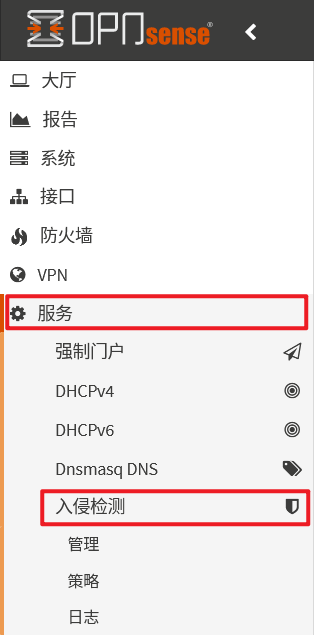 OPNsense®
大厅
报告
系统
接口
防火墙
VPN
服务
强制门户
DHCPv4
DHCPv6
Dnsmasq DNS
入侵检测
管理
策略
日志